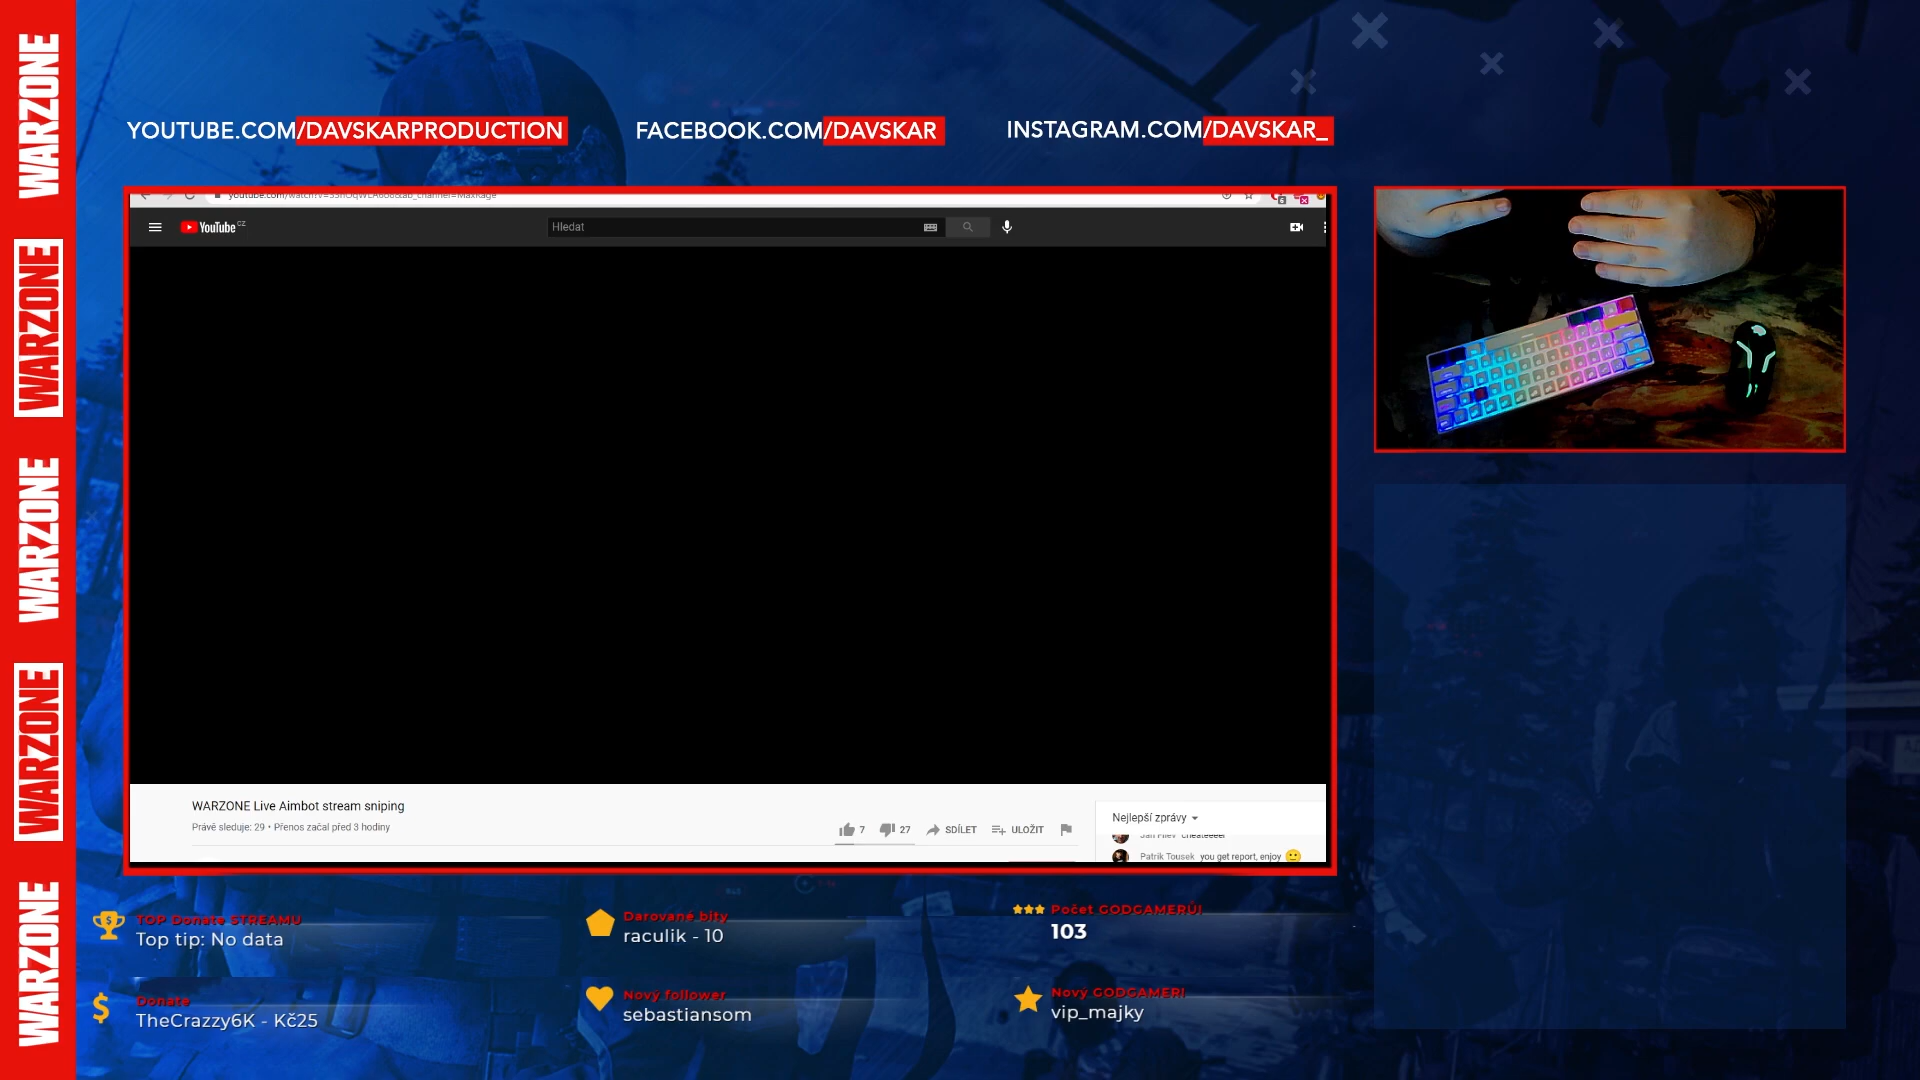 WARZONE
WARZONE
WARZONE
WARZONE
WARZONE
YOUTUBE.COM/DAVSKARPRODUCTION
FACEBOOK.COM/DAVSKAR
INSTAGRAM.COM/DAVSKAR_
YouTube CZ
Hledat
WARZONE Live Aimbot stream sniping
Právě sleduje: 29 • Přenos začal před 3 hodiny
7
27
SDÍLET
ULOŽIT
Nejlepší zprávy
cheateeeer
Patrik Tousek you get report, enjoy
TOP Donate STREAMU
Top tip: No data
Darované bity
raculik - 10
Počet GODGAMERŮ!
103
Donate
TheCrazzy6K - Kč25
Nový follower
sebastiansom
Nový GODGAMER!
vip_majky